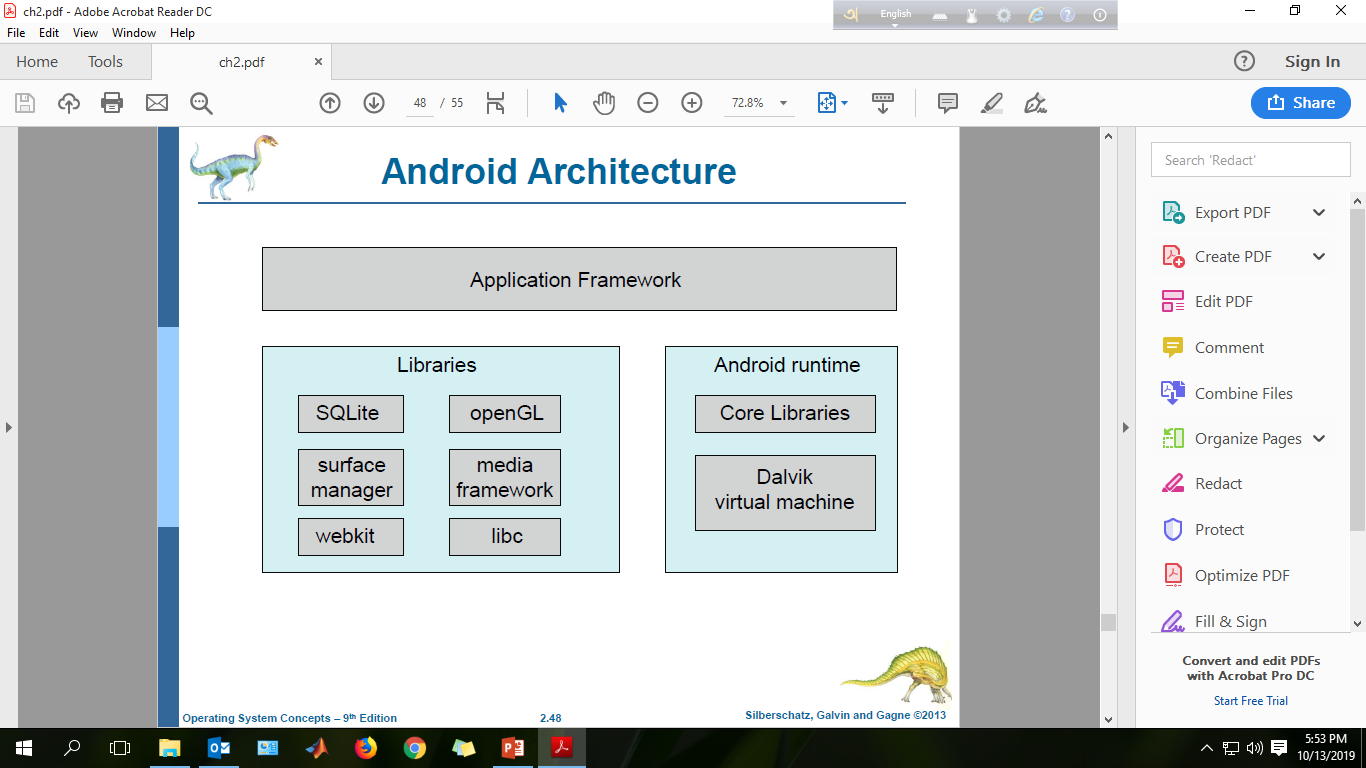 ch2.pdf - Adobe Acrobat Reader DC
English
File Edit View Window Help
Home Tools ch2.pdf × Sign In
48 / 55 72.8% Share
Android Architecture
Application Framework
Libraries
SQLite openGL
surface manager
media framework
webkit libc
Android runtime
Core Libraries
Dalvik
virtual machine
Operating System Concepts – 9th Edition 2.48 Silberschatz, Galvin and Gagne ©2013
Search 'Redact'
Export PDF
Create PDF
Edit PDF
Comment
Combine Files
Organize Pages
Redact
Protect
Optimize PDF
Fill & Sign
Convert and edit PDFs
with Acrobat Pro DC
Start Free Trial
5:53 PM
10/13/2019